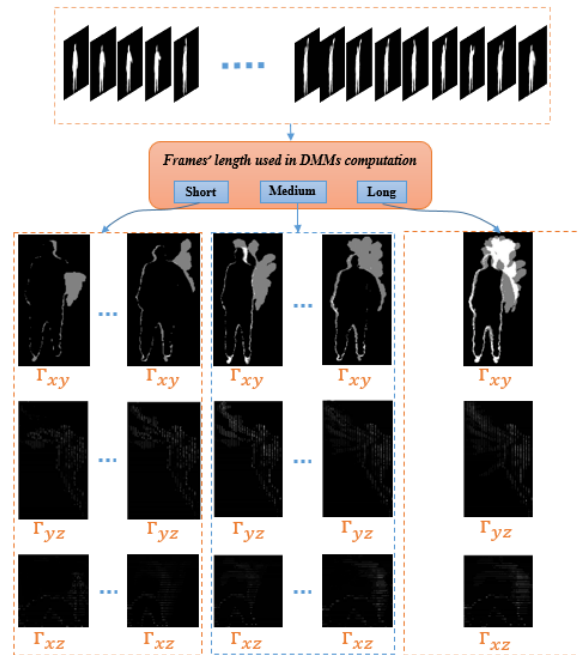 Frames' length used in DMMs computation
Short Medium Long
Γxy Γxy Γxy Γxy Γxy
Γyz Γyz Γyz Γyz Γyz
Γxz Γxz Γxz Γxz Γxz